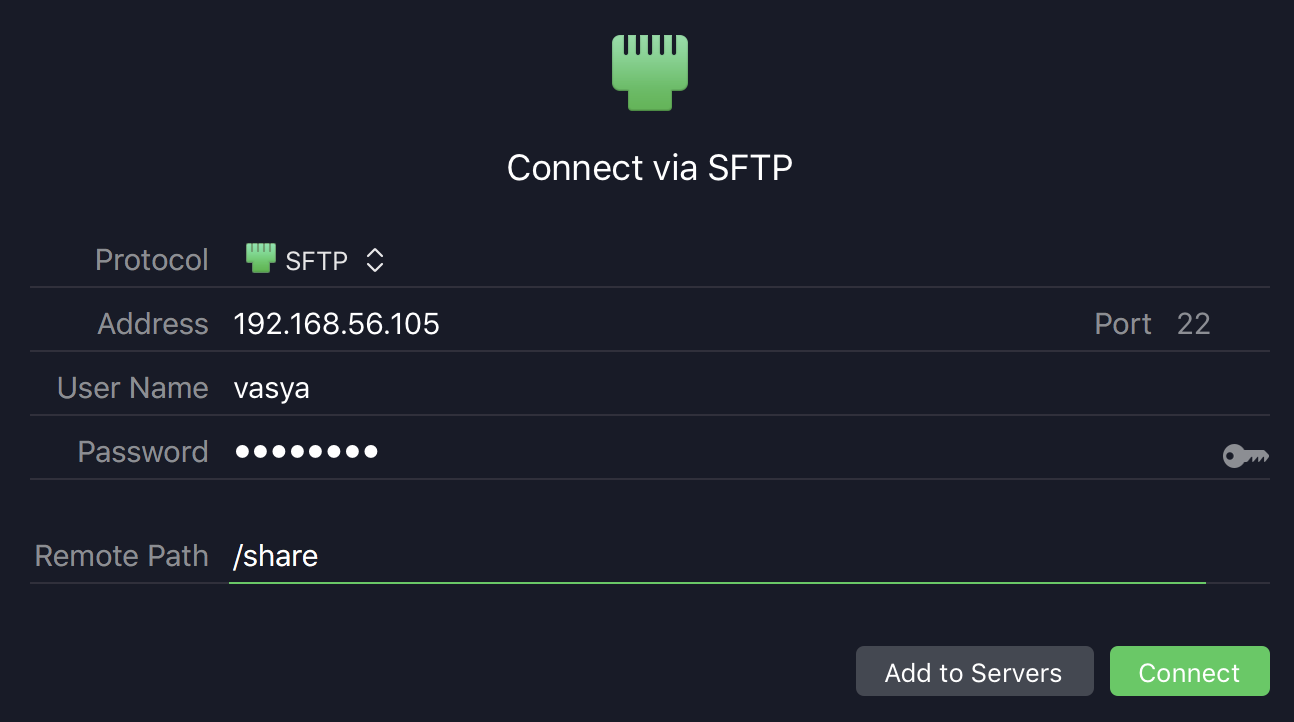 Connect via SFTP
Protocol SFTP
Address 192.168.56.105 Port 22
User Name vasya
Password ••••••••
Remote Path /share
Add to Servers Connect